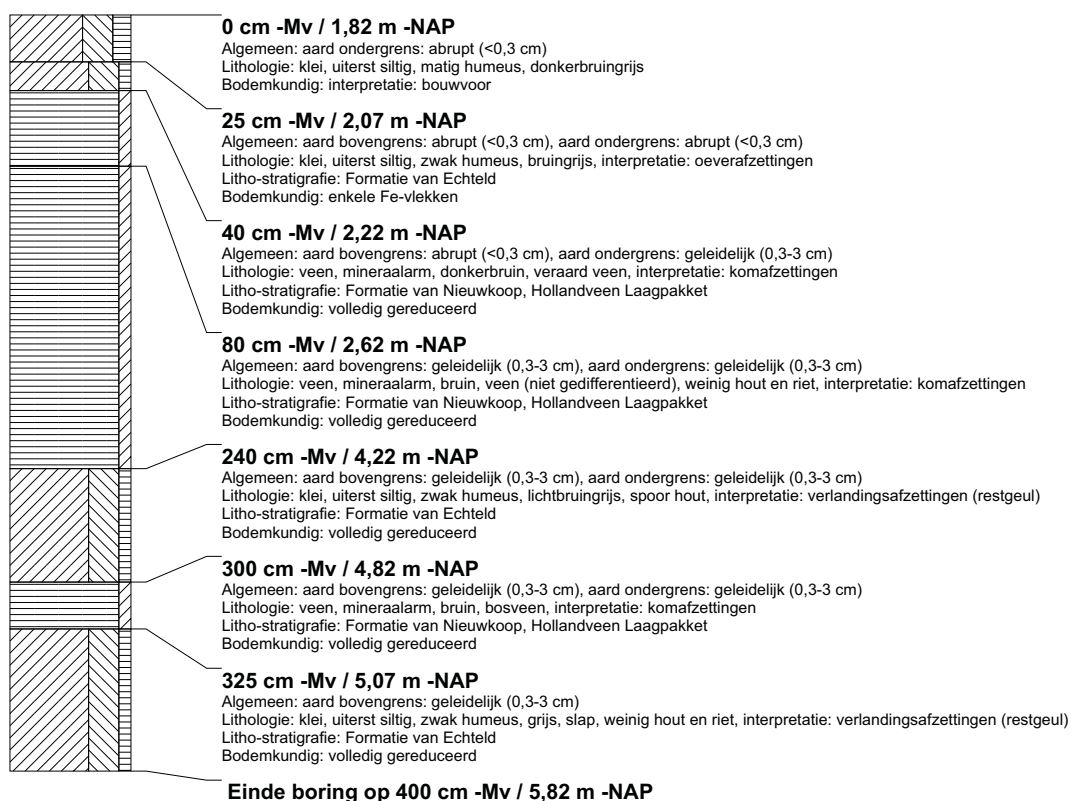 0 cm -Mv / 1,82 m -NAP
Algemeen: aard ondergrens: abrupt (<0,3 cm)
Lithologie: klei, uiterst siltig, matig humeus, donkerbruingrijs
Bodemkundig: interpretatie: bouwvoor
25 cm -Mv / 2,07 m -NAP
Algemeen: aard bovengrens: abrupt (<0,3 cm), aard ondergrens: abrupt (<0,3 cm)
Lithologie: klei, uiterst siltig, zwak humeus, bruingrijs, interpretatie: oeverafzettingen
Litho-stratigrafie: Formatie van Echteld
Bodemkundig: enkele Fe-vlekken
40 cm -Mv / 2,22 m -NAP
Algemeen: aard bovengrens: abrupt (<0,3 cm), aard ondergrens: geleidelijk (0,3-3 cm)
Lithologie: veen, mineraalarm, donkerbruin, veraard veen, interpretatie: komafzettingen
Litho-stratigrafie: Formatie van Nieuwkoop, Hollandveen Laagpakket
Bodemkundig: volledig gereduceerd
80 cm -Mv / 2,62 m -NAP
Algemeen: aard bovengrens: geleidelijk (0,3-3 cm), aard ondergrens: geleidelijk (0,3-3 cm)
Lithologie: veen, mineraalarm, bruin, veen (niet gedifferentieerd), weinig hout en riet, interpretatie: komafzettingen
Litho-stratigrafie: Formatie van Nieuwkoop, Hollandveen Laagpakket
Bodemkundig: volledig gereduceerd
240 cm -Mv / 4,22 m -NAP
Algemeen: aard bovengrens: geleidelijk (0,3-3 cm), aard ondergrens: geleidelijk (0,3-3 cm)
Lithologie: klei, uiterst siltig, zwak humeus, lichtbruingrijs, spoor hout, interpretatie: verlandingsafzettingen (restgeul)
Litho-stratigrafie: Formatie van Echteld
Bodemkundig: volledig gereduceerd
300 cm -Mv / 4,82 m -NAP
Algemeen: aard bovengrens: geleidelijk (0,3-3 cm), aard ondergrens: geleidelijk (0,3-3 cm)
Lithologie: veen, mineraalarm, bruin, bosveen, interpretatie: komafzettingen
Litho-stratigrafie: Formatie van Nieuwkoop, Hollandveen Laagpakket
Bodemkundig: volledig gereduceerd
325 cm -Mv / 5,07 m -NAP
Algemeen: aard bovengrens: geleidelijk (0,3-3 cm)
Lithologie: klei, uiterst siltig, zwak humeus, grijs, slap, weinig hout en riet, interpretatie: verlandingsafzettingen (restgeul)
Litho-stratigrafie: Formatie van Echteld
Bodemkundig: volledig gereduceerd
Einde boring op 400 cm -Mv / 5,82 m -NAP